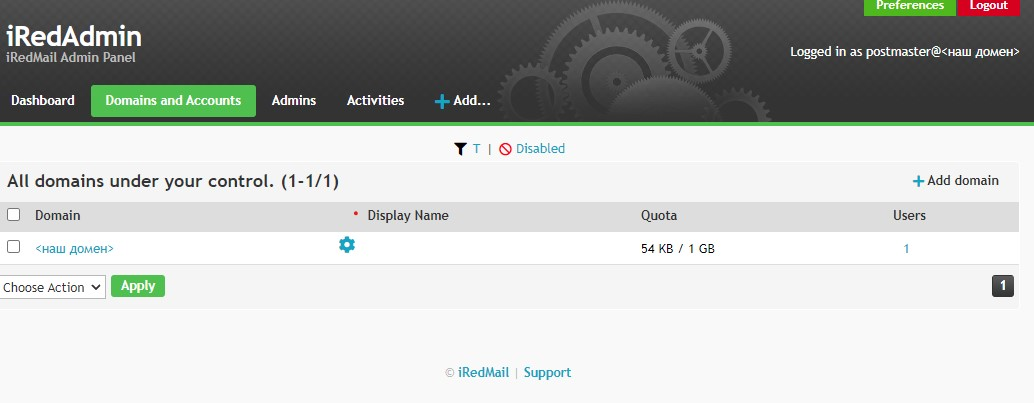 Preferences Logout
iRedAdmin
iRedMail Admin Panel
Logged in as postmaster@<наш домен>
Dashboard Domains and Accounts Admins Activities Add...
T | Disabled
All domains under your control. (1-1/1) Add domain
Domain Display Name Quota Users
<наш домен> 54 KB / 1 GB 1
Choose Action Apply 1
© iRedMail | Support